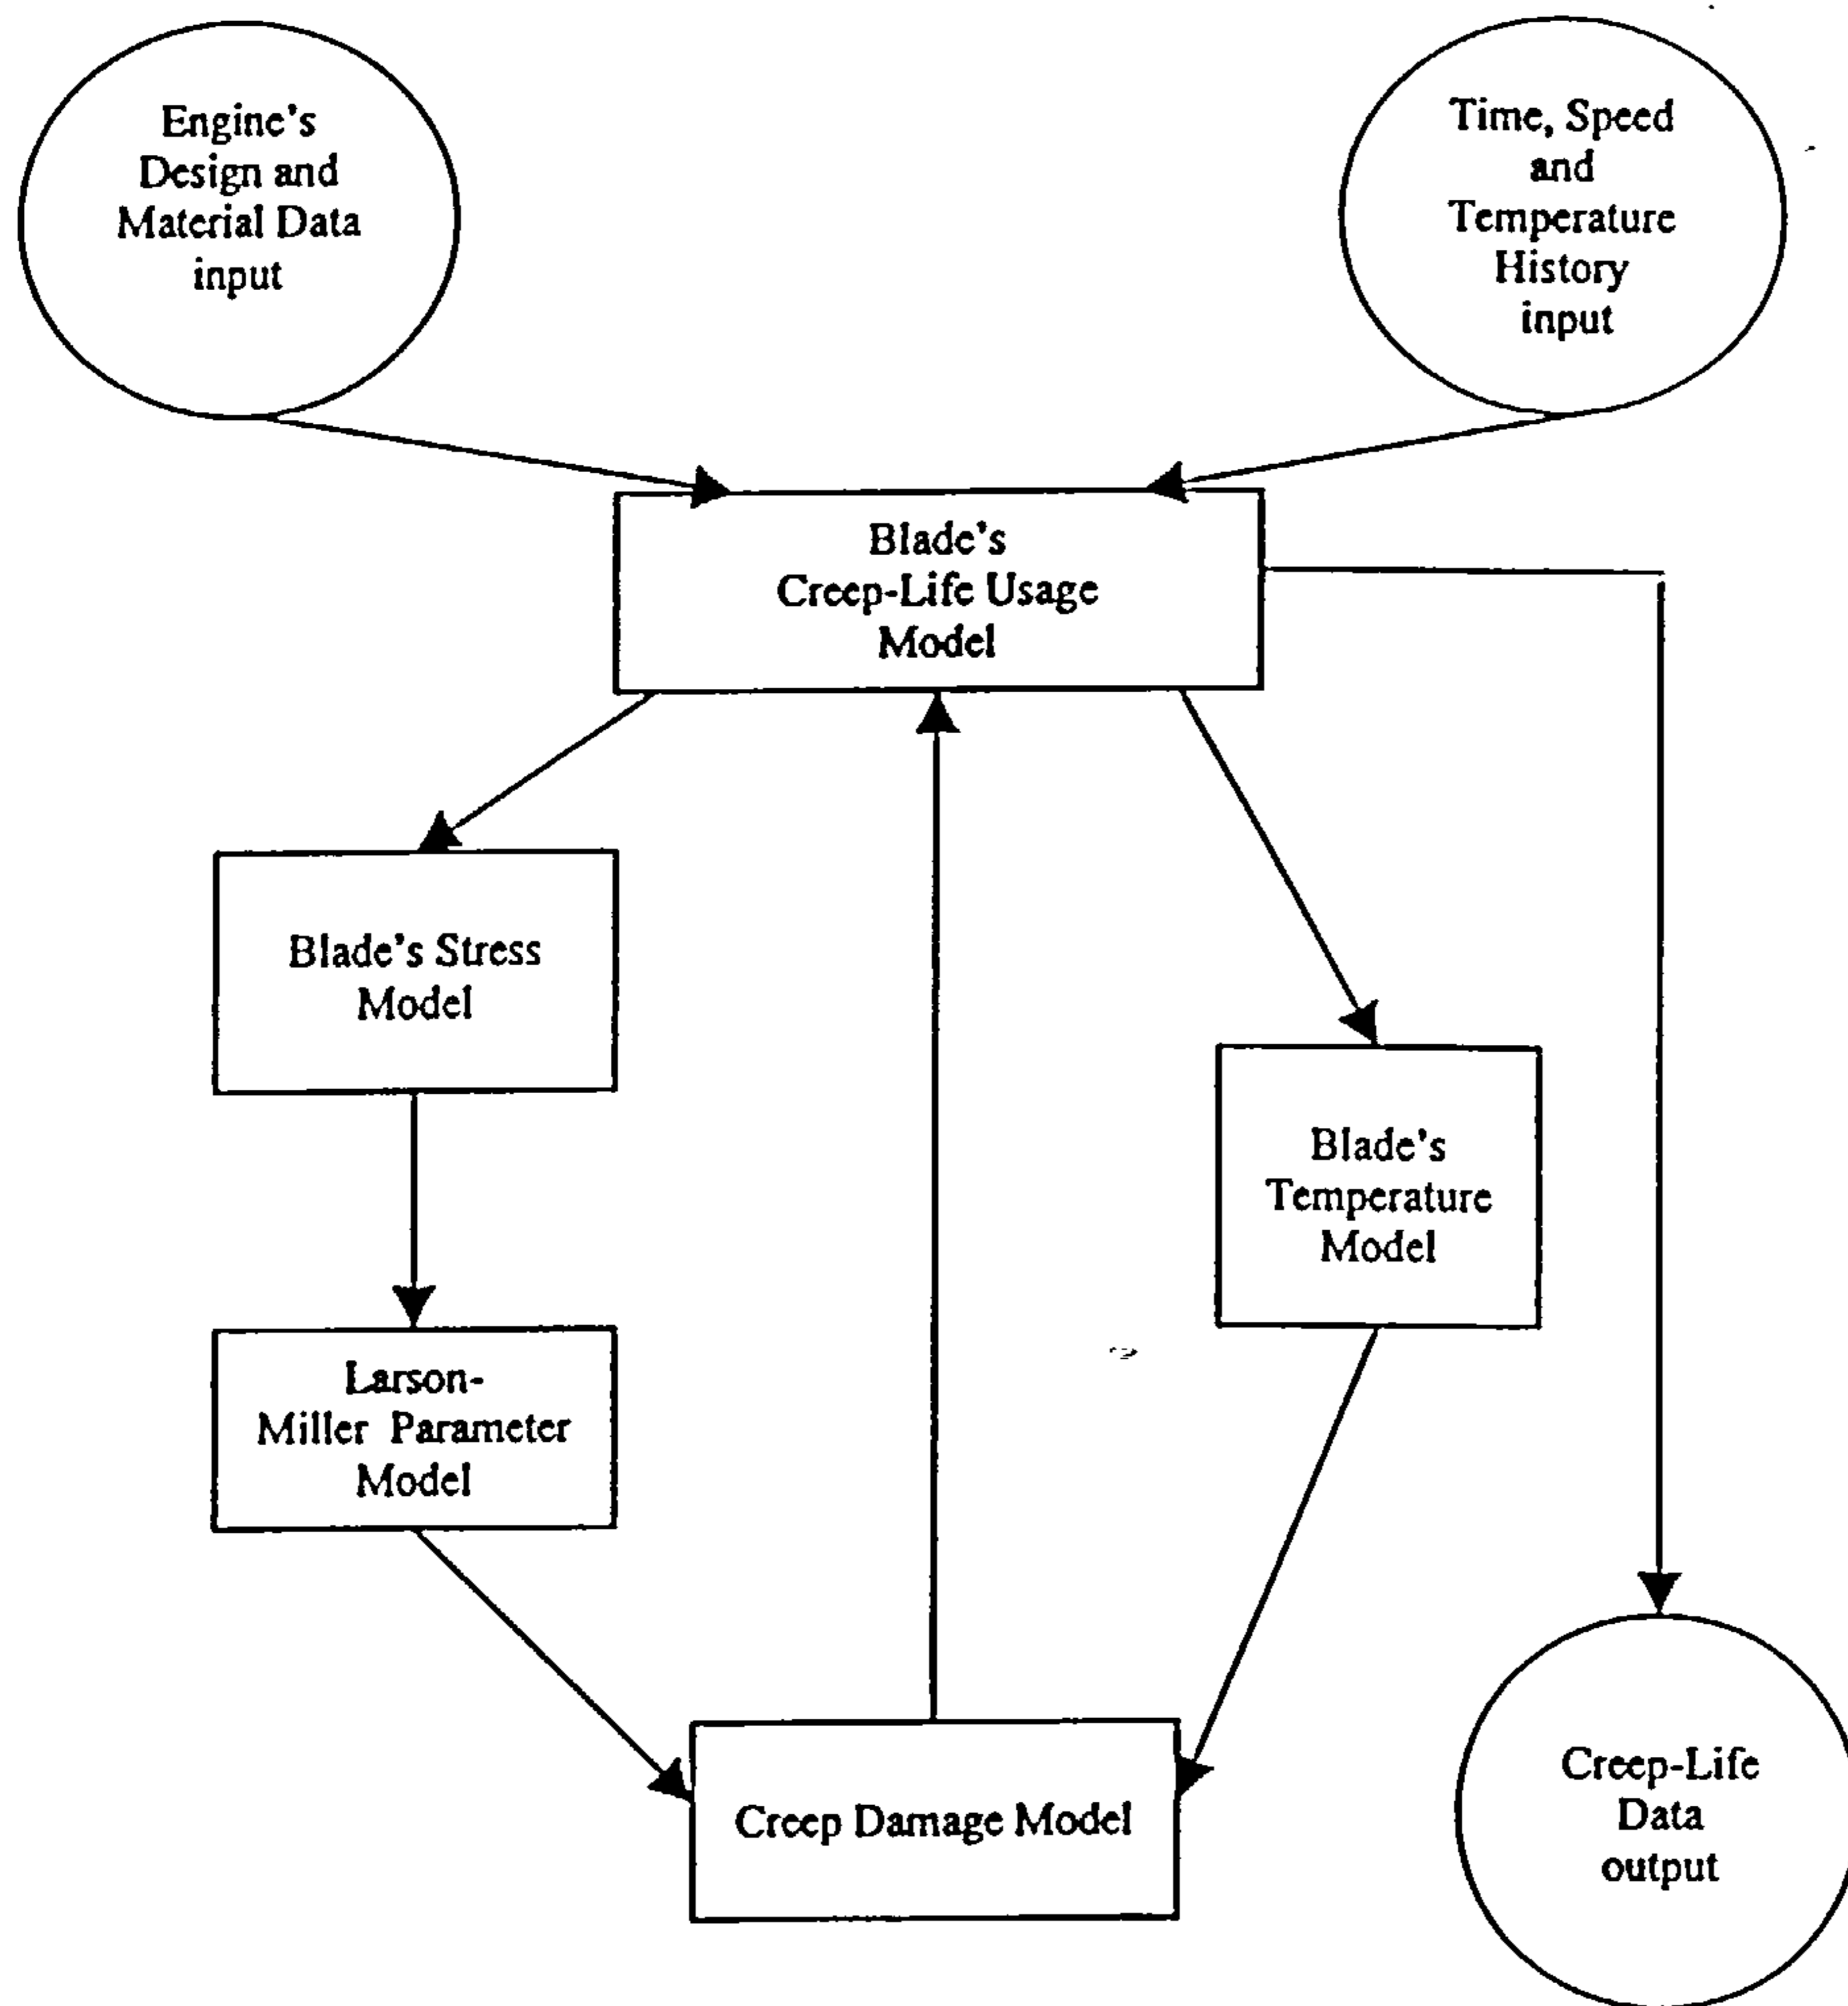 Engine's
Design and
Material Data
input
Time, Speed
and
Temperature
History
input
Blade's
Creep-Life Usage
Model
Blade's Stress
Model
Blade's
Temperature
Model
Larson-
Miller Parameter
Model
Creep Damage Model
Creep-Life
Data
output